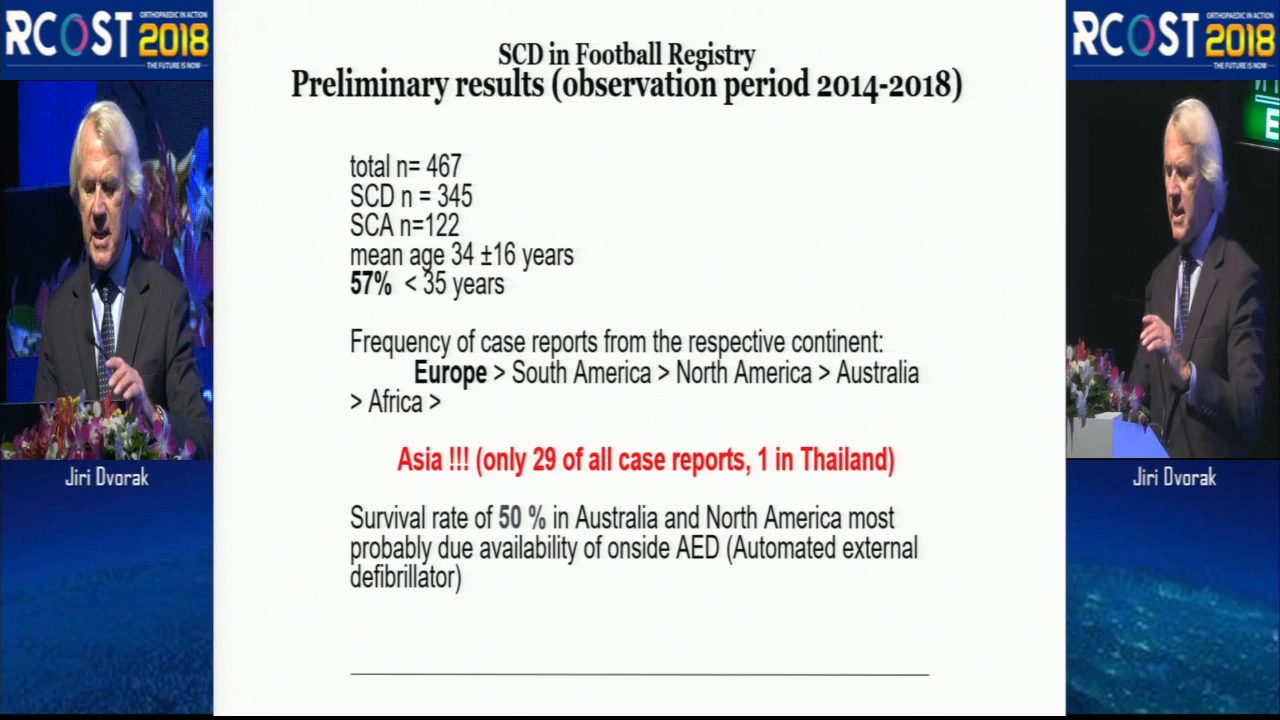 ORTHOPAEDIC IN ACTION
RCOST 2018
THE FUTURE IS NOW
SCD in Football Registry
Preliminary results (observation period 2014-2018)
total n= 467
SCD n = 345
SCA n=122
mean age 34 ±16 years
57% < 35 years
Frequency of case reports from the respective continent:
Europe > South America > North America > Australia
> Africa >
Asia !!! (only 29 of all case reports, 1 in Thailand)
Survival rate of 50 % in Australia and North America most
probably due availability of onside AED (Automated external
defibrillator)
Jiri Dvorak
ORTHOPAEDIC IN ACTION
RCOST 2018
THE FUTURE IS NOW
E
Jiri Dvorak